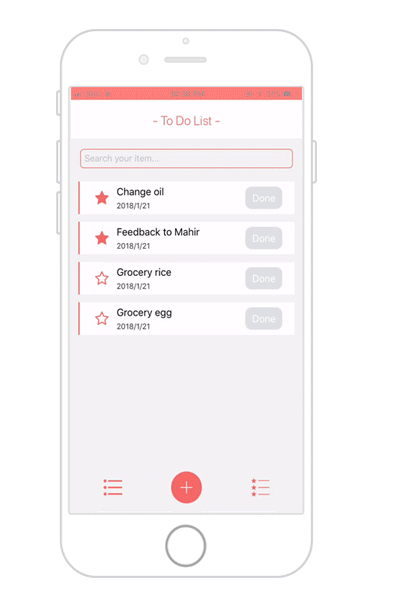 - To Do List -
Search your item...
Change oil
2018/1/21
Done
Feedback to Mahir
2018/1/21
Done
Grocery rice
2018/1/21
Done
Grocery egg
2018/1/21
Done